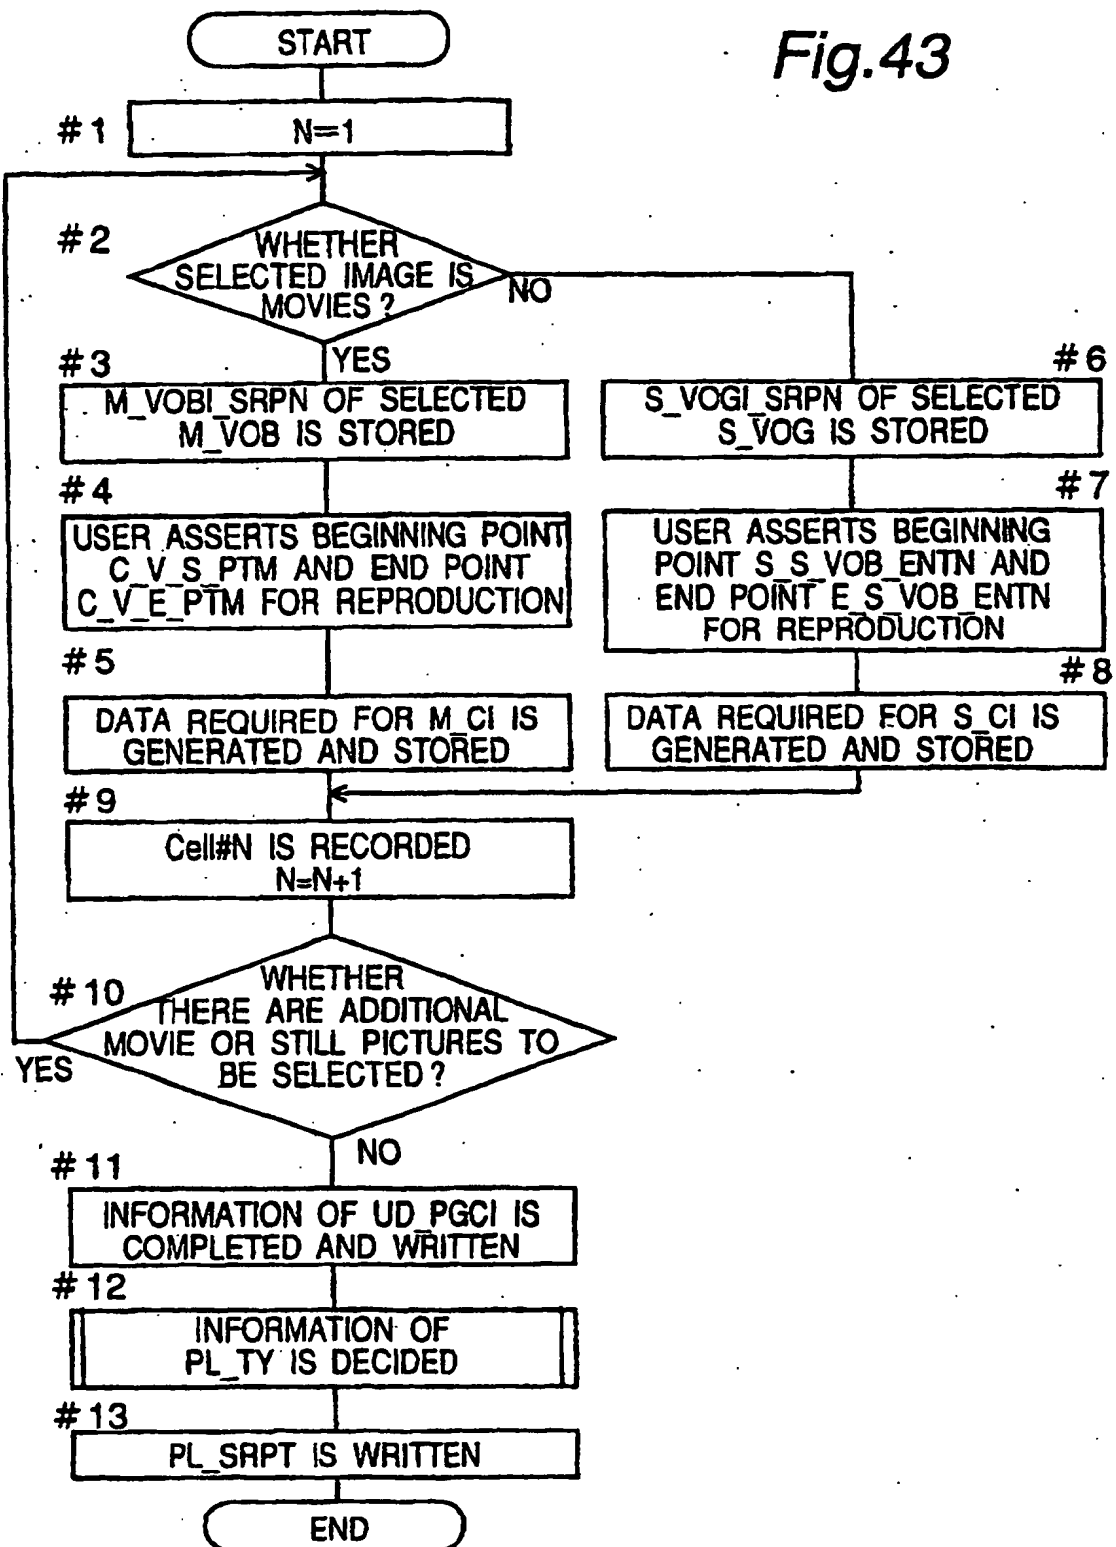 Fig.43
START
#1
N=1
#2
WHETHER
SELECTED IMAGE IS
MOVIES?
NO
YES
#3
M_VOBI_SRPN OF SELECTED
M_VOB IS STORED
#6
S_VOGI_SRPN OF SELECTED
S_VOG IS STORED
#4
USER ASSERTS BEGINNING POINT
C_V_S_PTM AND END POINT
C_V_E_PTM FOR REPRODUCTION
#7
USER ASSERTS BEGINNING
POINT S_S_VOB_ENTN AND
END POINT E_S_VOB_ENTN
FOR REPRODUCTION
#5
DATA REQUIRED FOR M_CI IS
GENERATED AND STORED
#8
DATA REQUIRED FOR S_CI IS
GENERATED AND STORED
#9
Cell#N IS RECORDED
N=N+1
#10
WHETHER
THERE ARE ADDITIONAL
MOVIE OR STILL PICTURES TO
BE SELECTED?
YES
NO
#11
INFORMATION OF UD_PGCI IS
COMPLETED AND WRITTEN
#12
INFORMATION OF
PL_TY IS DECIDED
#13
PL_SRPT IS WRITTEN
END